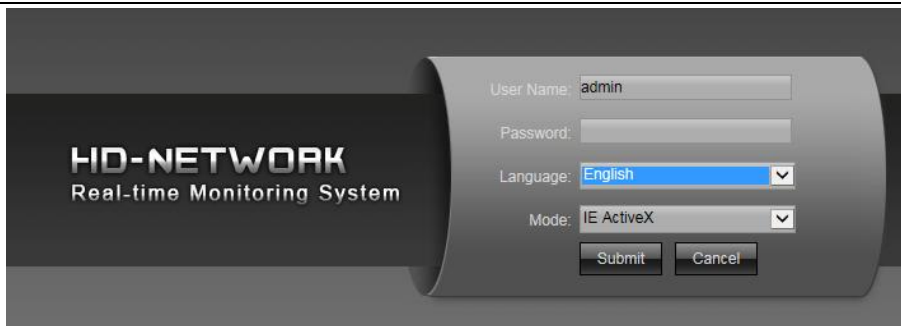 HD-NETWORK
Real-time Monitoring System
User Name: admin
Password:
Language: English
Mode: IE ActiveX
Submit Cancel